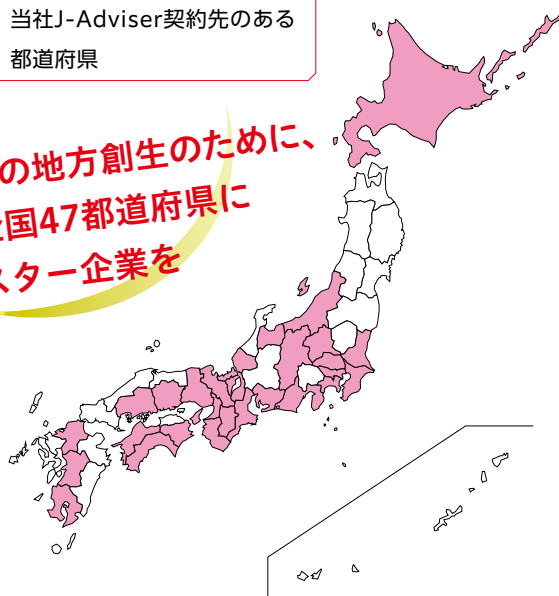 当社J-Adviser契約先のある
都道府県
の地方創生のために、
国47都道府県に
スター企業を